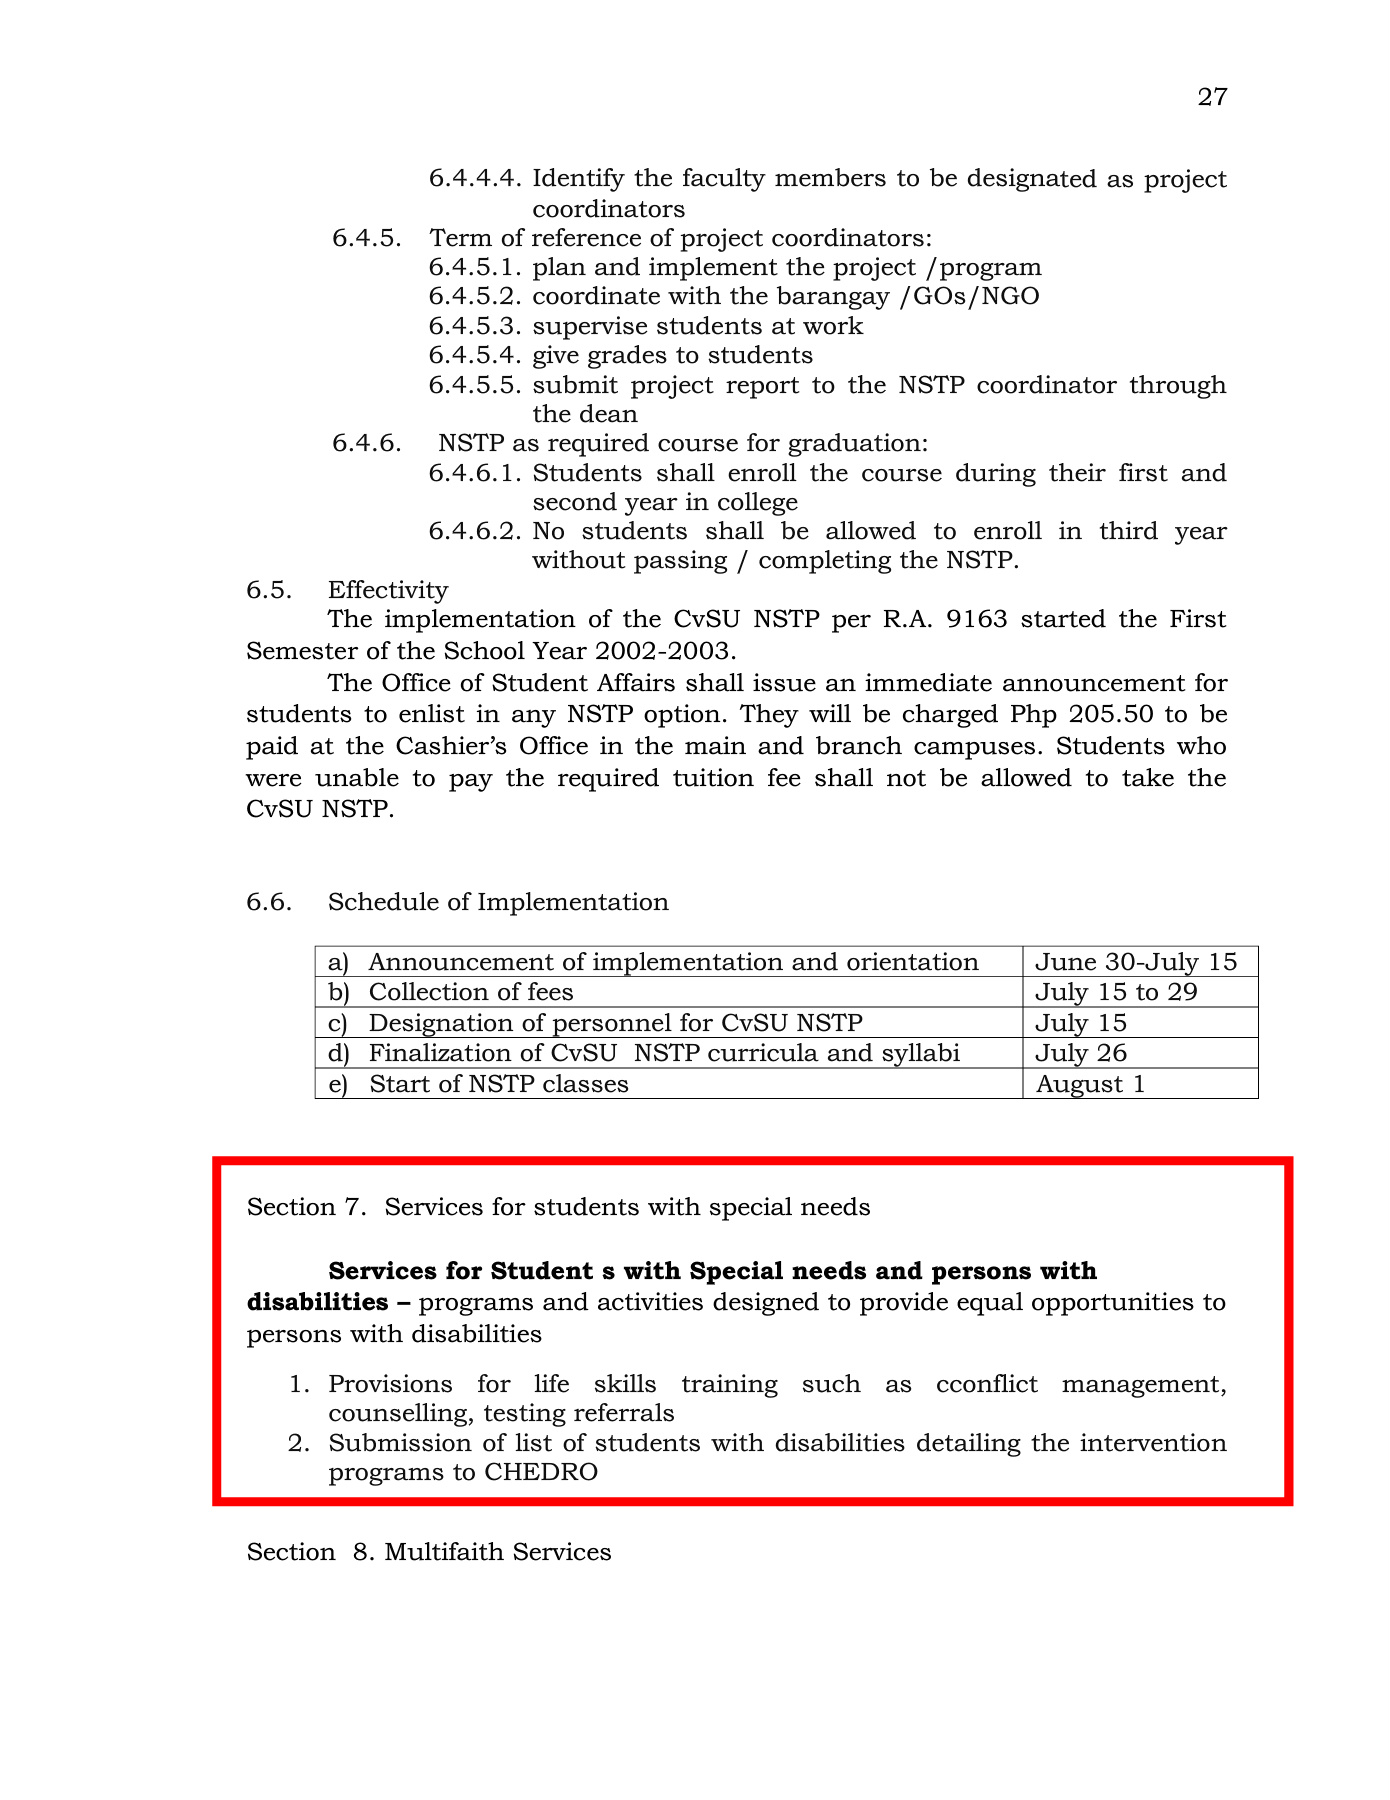 27
6.4.4.4. Identify the faculty members to be designated as project
coordinators
6.4.5. Term of reference of project coordinators:
6.4.5.1. plan and implement the project /program
6.4.5.2. coordinate with the barangay /GOs/NGO
6.4.5.3. supervise students at work
6.4.5.4. give grades to students
6.4.5.5. submit project report to the NSTP coordinator through
the dean
6.4.6. NSTP as required course for graduation:
6.4.6.1. Students shall enroll the course during their first and
second year in college
6.4.6.2. No students shall be allowed to enroll in third year
without passing / completing the NSTP.
6.5. Effectivity
The implementation of the CvSU NSTP per R.A. 9163 started the First
Semester of the School Year 2002-2003.
The Office of Student Affairs shall issue an immediate announcement for
students to enlist in any NSTP option. They will be charged Php 205.50 to be
paid at the Cashier’s Office in the main and branch campuses. Students who
were unable to pay the required tuition fee shall not be allowed to take the
CvSU NSTP.
6.6. Schedule of Implementation
a) Announcement of implementation and orientation June 30-July 15
b) Collection of fees July 15 to 29
c) Designation of personnel for CvSU NSTP July 15
d) Finalization of CvSU NSTP curricula and syllabi July 26
e) Start of NSTP classes August 1
Section 7. Services for students with special needs
Services for Student s with Special needs and persons with
disabilities – programs and activities designed to provide equal opportunities to
persons with disabilities
1. Provisions for life skills training such as cconflict management,
counselling, testing referrals
2. Submission of list of students with disabilities detailing the intervention
programs to CHEDRO
Section 8. Multifaith Services